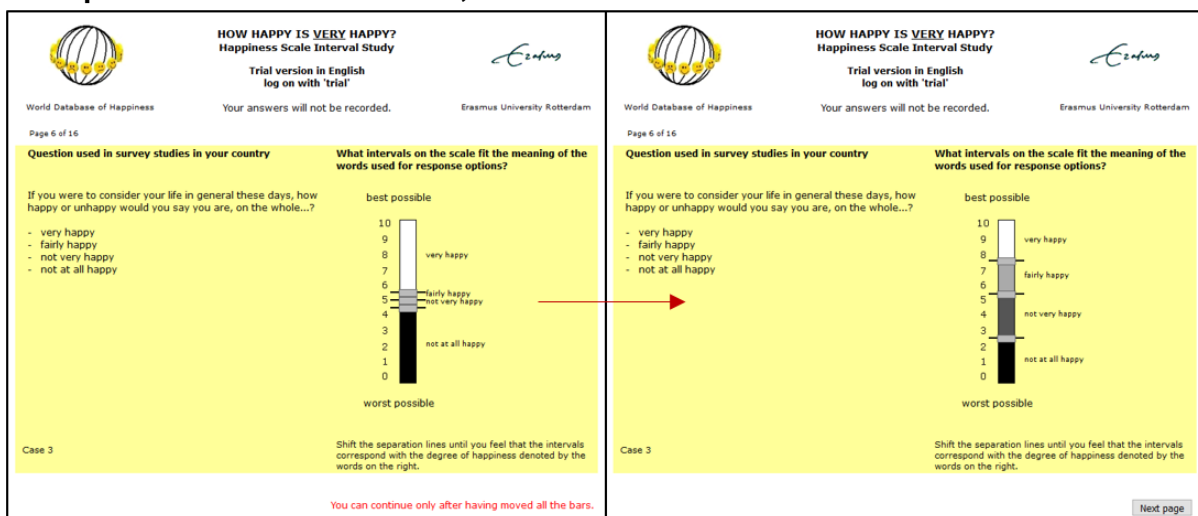 HOW HAPPY IS VERY HAPPY?
Happiness Scale Interval Study
Trial version in English
log on with 'trial'
Erasmus
World Database of Happiness
Your answers will not be recorded.
Erasmus University Rotterdam
Page 6 of 16
Question used in survey studies in your country
If you were to consider your life in general these days, how
happy or unhappy would you say you are, on the whole...?
- very happy
- fairly happy
- not very happy
- not at all happy
Case 3
What intervals on the scale fit the meaning of the
words used for response options?
best possible
10
9
8
very happy
7
6
fairly happy
5
not very happy
4
3
2
not at all happy
1
0
worst possible
Shift the separation lines until you feel that the intervals
correspond with the degree of happiness denoted by the
words on the right.
You can continue only after having moved all the bars.
HOW HAPPY IS VERY HAPPY?
Happiness Scale Interval Study
Trial version in English
log on with 'trial'
Erasmus
World Database of Happiness
Your answers will not be recorded.
Erasmus University Rotterdam
Page 6 of 16
Question used in survey studies in your country
If you were to consider your life in general these days, how
happy or unhappy would you say you are, on the whole...?
- very happy
- fairly happy
- not very happy
- not at all happy
Case 3
What intervals on the scale fit the meaning of the
words used for response options?
best possible
10
9
very happy
8
7
fairly happy
6
5
4
not very happy
3
2
1
not at all happy
0
worst possible
Shift the separation lines until you feel that the intervals
correspond with the degree of happiness denoted by the
words on the right.
Next page